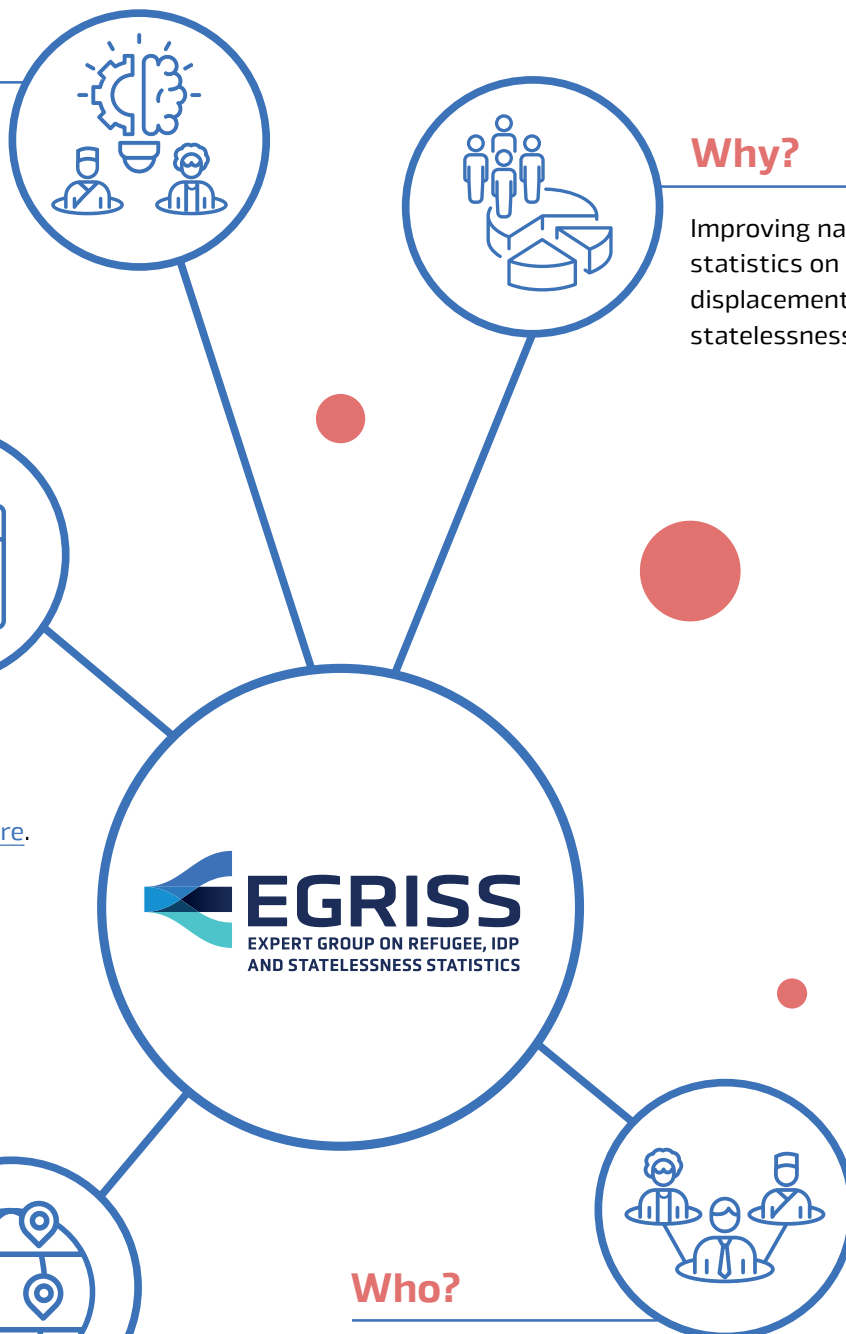 Why?
Improving na
statistics on
displacement
statelessness
re.
EGRISS
EXPERT GROUP ON REFUGEE, IDP
AND STATELESSNESS STATISTICS
Who?